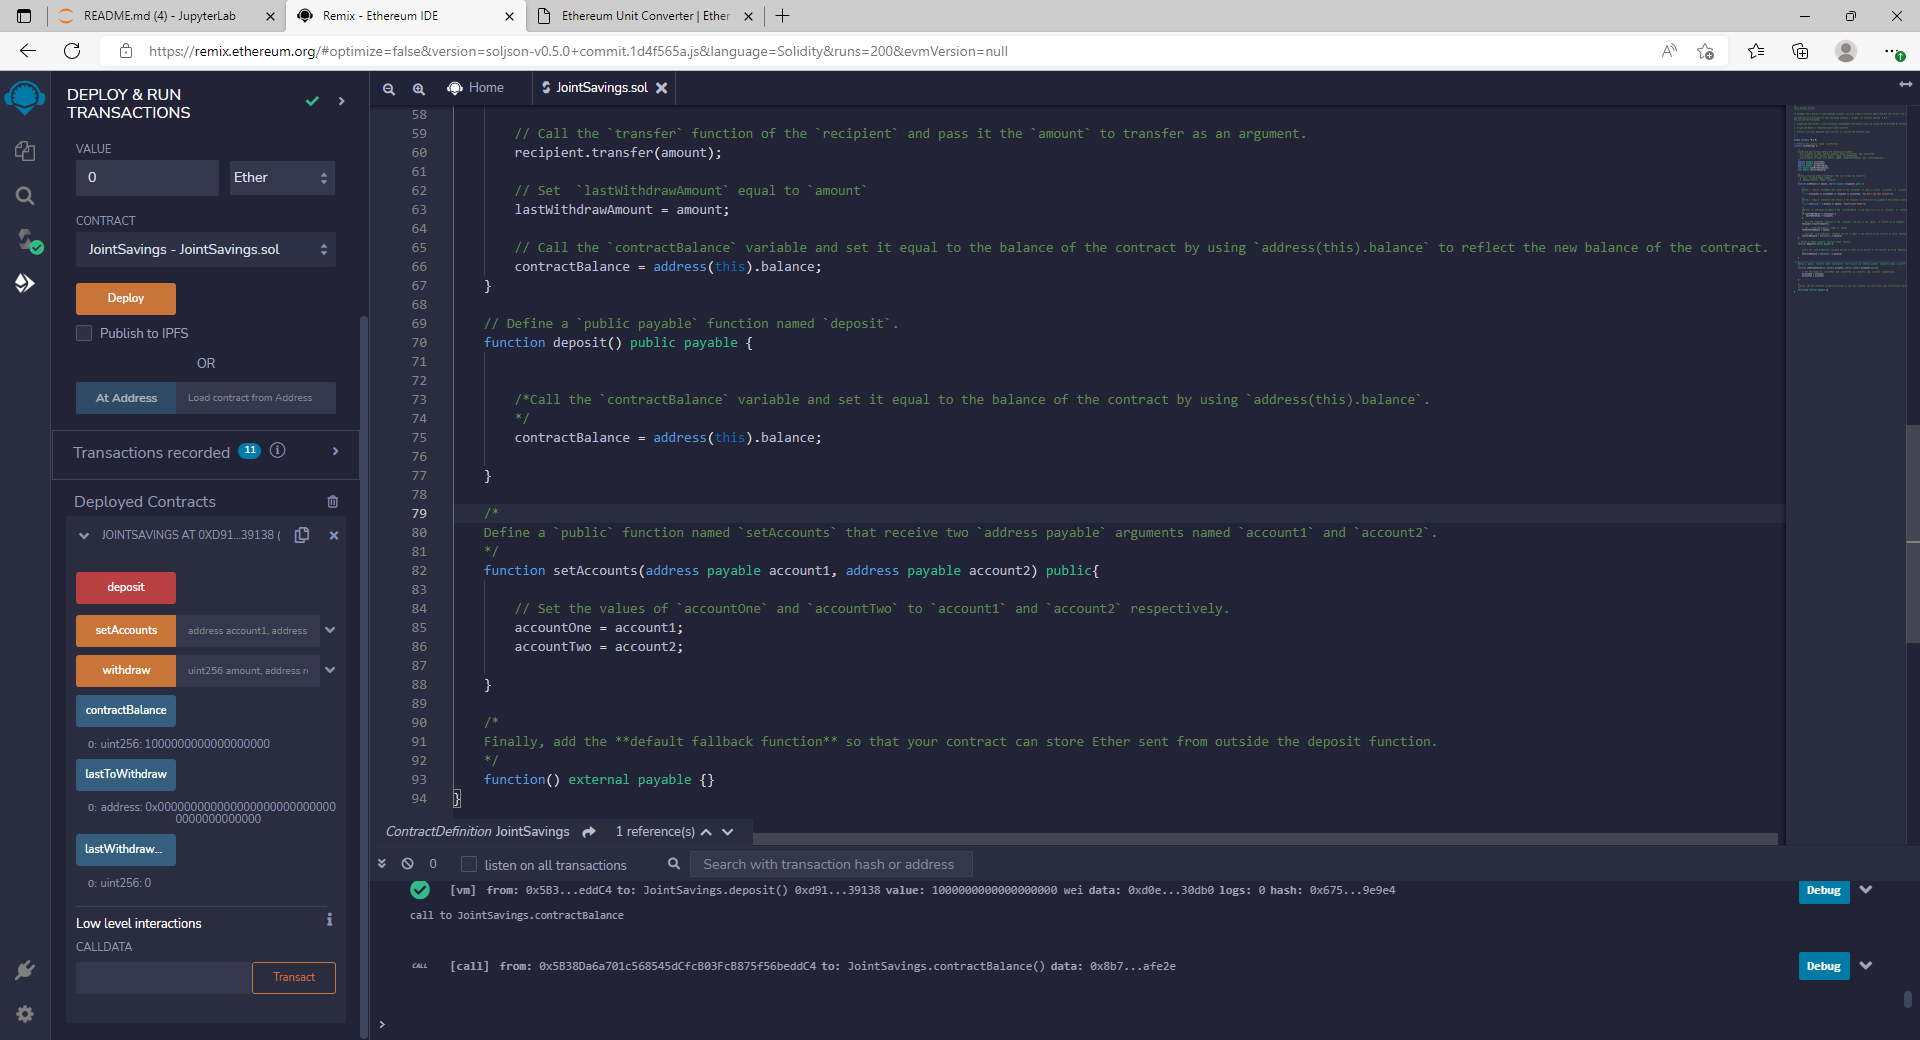 README.md (4) - JupyterLab
Remix - Ethereum IDE
Ethereum Unit Converter | Ether
https://remix.ethereum.org/#optimize=false&version=soljson-v0.5.0+commit.1d4f565a.js&language=Solidity&runs=200&evmVersion=null
DEPLOY & RUN
TRANSACTIONS
VALUE
0
Ether
CONTRACT
JointSavings - JointSavings.sol
Deploy
Publish to IPFS
OR
At Address
Load contract from Address
Transactions recorded 11
Deployed Contracts
JOINTSAVINGS AT 0XD91...39138 (
deposit
setAccounts
address account1, address
withdraw
uint256 amount, address r
contractBalance
0: uint256: 1000000000000000000
lastToWithdraw
0: address: 0x0000000000000000000000000000000000000000
lastWithdraw...
0: uint256: 0
Low level interactions
CALLDATA
Transact
Home
JointSavings.sol
58
59 // Call the `transfer` function of the `recipient` and pass it the `amount` to transfer as an argument.
60 recipient.transfer(amount);
61
62 // Set  `lastWithdrawAmount` equal to `amount`
63 lastWithdrawAmount = amount;
64
65 // Call the `contractBalance` variable and set it equal to the balance of the contract by using `address(this).balance` to reflect the new balance of the contract.
66 contractBalance = address(this).balance;
67 }
68
69 // Define a `public payable` function named `deposit`.
70 function deposit() public payable {
71
72
73 /*Call the `contractBalance` variable and set it equal to the balance of the contract by using `address(this).balance`.
74 */
75 contractBalance = address(this).balance;
76
77 }
78
79 /*
80 Define a `public` function named `setAccounts` that receive two `address payable` arguments named `account1` and `account2`.
81 */
82 function setAccounts(address payable account1, address payable account2) public{
83
84 // Set the values of `accountOne` and `accountTwo` to `account1` and `account2` respectively.
85 accountOne = account1;
86 accountTwo = account2;
87
88 }
89
90 /*
91 Finally, add the **default fallback function** so that your contract can store Ether sent from outside the deposit function.
92 */
93 function() external payable {}
94 }
ContractDefinition JointSavings 1 reference(s)
0 listen on all transactions Search with transaction hash or address
[vm] from: 0x5B3...eddC4 to: JointSavings.deposit() 0xd91...39138 value: 1000000000000000000 wei data: 0xd0e...30db0 logs: 0 hash: 0x675...9e9e4
Debug
call to JointSavings.contractBalance
CALL [call] from: 0x5B38Da6a701c568545dCfcB03FcB875f56beddC4 to: JointSavings.contractBalance() data: 0x8b7...afe2e
Debug
>